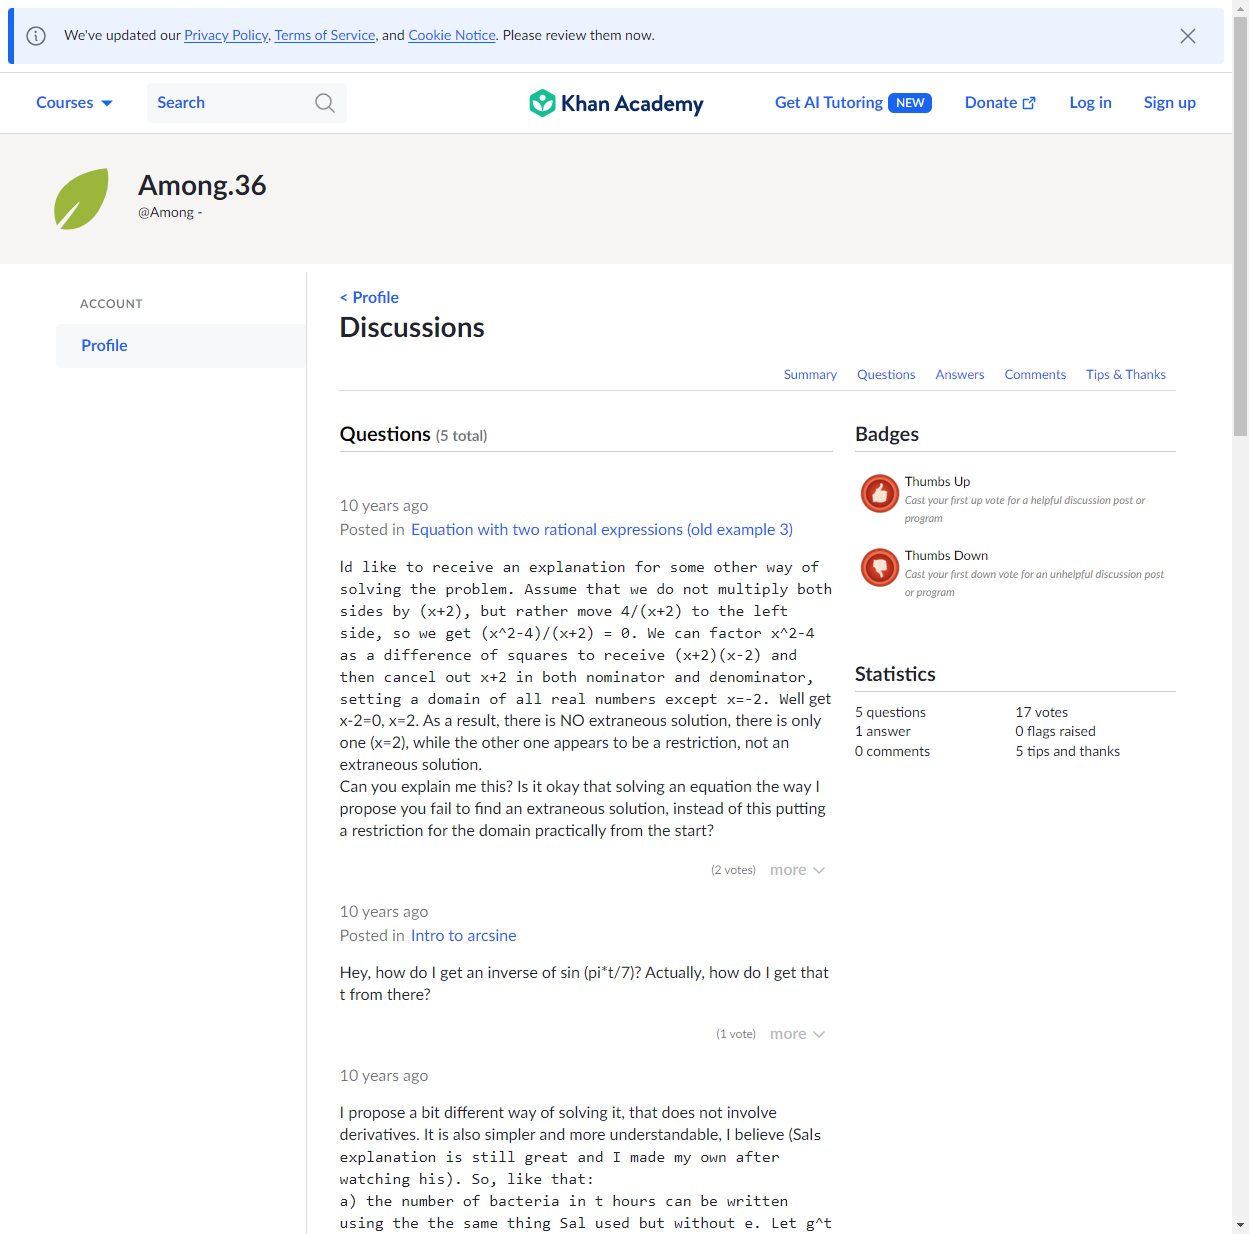 We've updated our Privacy Policy, Terms of Service, and Cookie Notice. Please review them now.
Courses
Search
Khan Academy
Get AI Tutoring NEW
Donate
Log in
Sign up
Among.36
@Among -
ACCOUNT
Profile
< Profile
Discussions
Summary
Questions
Answers
Comments
Tips & Thanks
Questions (5 total)
10 years ago
Posted in Equation with two rational expressions (old example 3)
Id like to receive an explanation for some other way of
solving the problem. Assume that we do not multiply both
sides by (x+2), but rather move 4/(x+2) to the left
side, so we get (x^2-4)/(x+2) = 0. We can factor x^2-4
as a difference of squares to receive (x+2)(x-2) and
then cancel out x+2 in both nominator and denominator,
setting a domain of all real numbers except x=-2. Well get
x-2=0, x=2. As a result, there is NO extraneous solution, there is only
one (x=2), while the other one appears to be a restriction, not an
extraneous solution.
Can you explain me this? Is it okay that solving an equation the way I
propose you fail to find an extraneous solution, instead of this putting
a restriction for the domain practically from the start?
(2 votes)
more
10 years ago
Posted in Intro to arcsine
Hey, how do I get an inverse of sin (pi*t/7)? Actually, how do I get that
t from there?
(1 vote)
more
10 years ago
I propose a bit different way of solving it, that does not involve
derivatives. It is also simpler and more understandable, I believe (Sals
explanation is still great and I made my own after
watching his). So, like that:
a) the number of bacteria in t hours can be written
using the the same thing Sal used but without e. Let g^t
Badges
Thumbs Up
Cast your first up vote for a helpful discussion post or
program
Thumbs Down
Cast your first down vote for an unhelpful discussion post
or program
Statistics
5 questions
1 answer
0 comments
17 votes
0 flags raised
5 tips and thanks